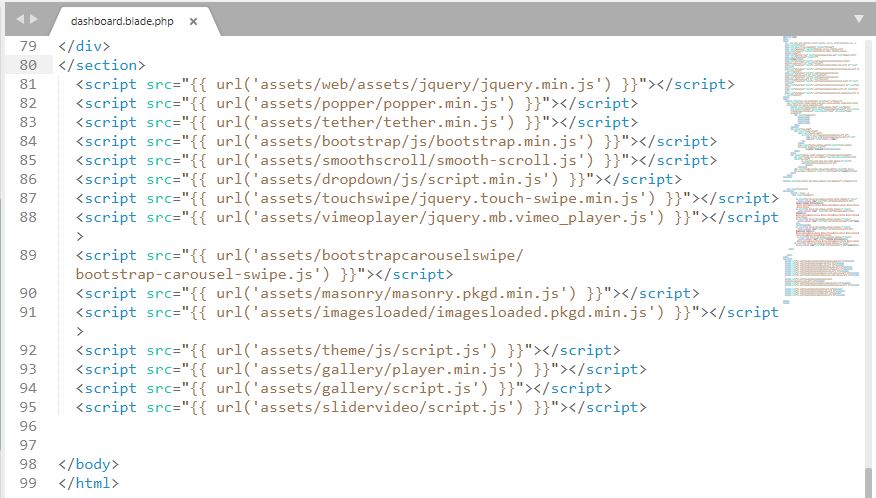 dashboard.blade.php ×
79 </div>
80 </section>
81 <script src="{{ url('assets/web/assets/jquery/jquery.min.js') }}"></script>
82 <script src="{{ url('assets/popper/popper.min.js') }}"></script>
83 <script src="{{ url('assets/tether/tether.min.js') }}"></script>
84 <script src="{{ url('assets/bootstrap/js/bootstrap.min.js') }}"></script>
85 <script src="{{ url('assets/smoothscroll/smooth-scroll.js') }}"></script>
86 <script src="{{ url('assets/dropdown/js/script.min.js') }}"></script>
87 <script src="{{ url('assets/touchswipe/jquery.touch-swipe.min.js') }}"></script>
88 <script src="{{ url('assets/vimeoplayer/jquery.mb.vimeo_player.js') }}"></script
>
89 <script src="{{ url('assets/bootstrapcarouselswipe/
bootstrap-carousel-swipe.js') }}"></script>
90 <script src="{{ url('assets/masonry/masonry.pkgd.min.js') }}"></script>
91 <script src="{{ url('assets/imagesloaded/imagesloaded.pkgd.min.js') }}"></script
>
92 <script src="{{ url('assets/theme/js/script.js') }}"></script>
93 <script src="{{ url('assets/gallery/player.min.js') }}"></script>
94 <script src="{{ url('assets/gallery/script.js') }}"></script>
95 <script src="{{ url('assets/slidervideo/script.js') }}"></script>
96
97
98 </body>
99 </html>